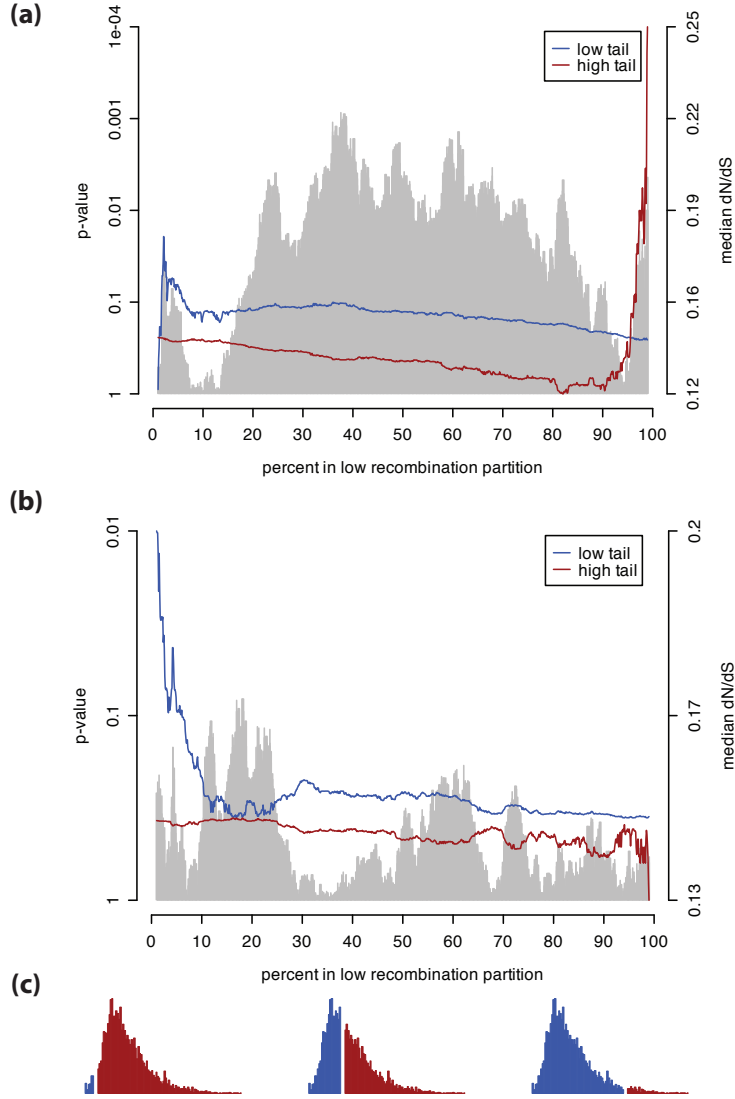 (a)
1e-04
0.001
0.01
0.1
1
p-value
low tail
high tail
0.25
0.22
0.19
0.16
0.12
median dN/dS
0 10 20 30 40 50 60 70 80 90 100
percent in low recombination partition
(b)
0.01
0.1
1
p-value
low tail
high tail
0.2
0.17
0.13
median dN/dS
0 10 20 30 40 50 60 70 80 90 100
percent in low recombination partition
(c)